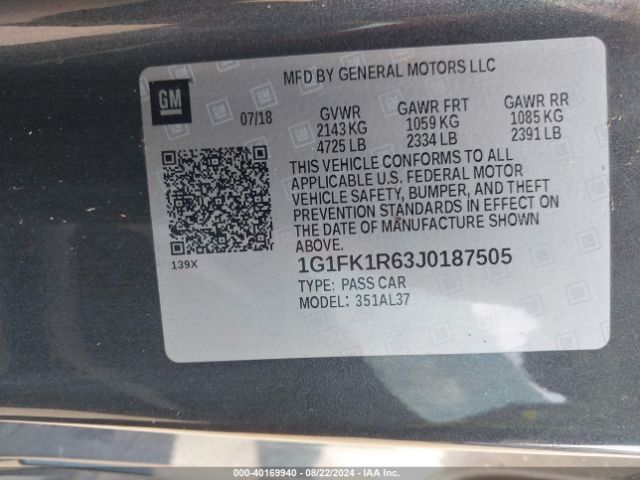 MFD BY GENERAL MOTORS LLC
GM
07/18
GVWR GAWR FRT GAWR RR
2143 KG 1059 KG 1085 KG
4725 LB 2334 LB 2391 LB
THIS VEHICLE CONFORMS TO ALL
APPLICABLE U.S. FEDERAL MOTOR
VEHICLE SAFETY, BUMPER, AND THEFT
PREVENTION STANDARDS IN EFFECT ON
THE DATE OF MANUFACTURE SHOWN
ABOVE.
139X
1G1FK1R63J0187505
TYPE: PASS CAR
MODEL: 351AL37
000-40169940 - 08/22/2024 - IAA Inc.